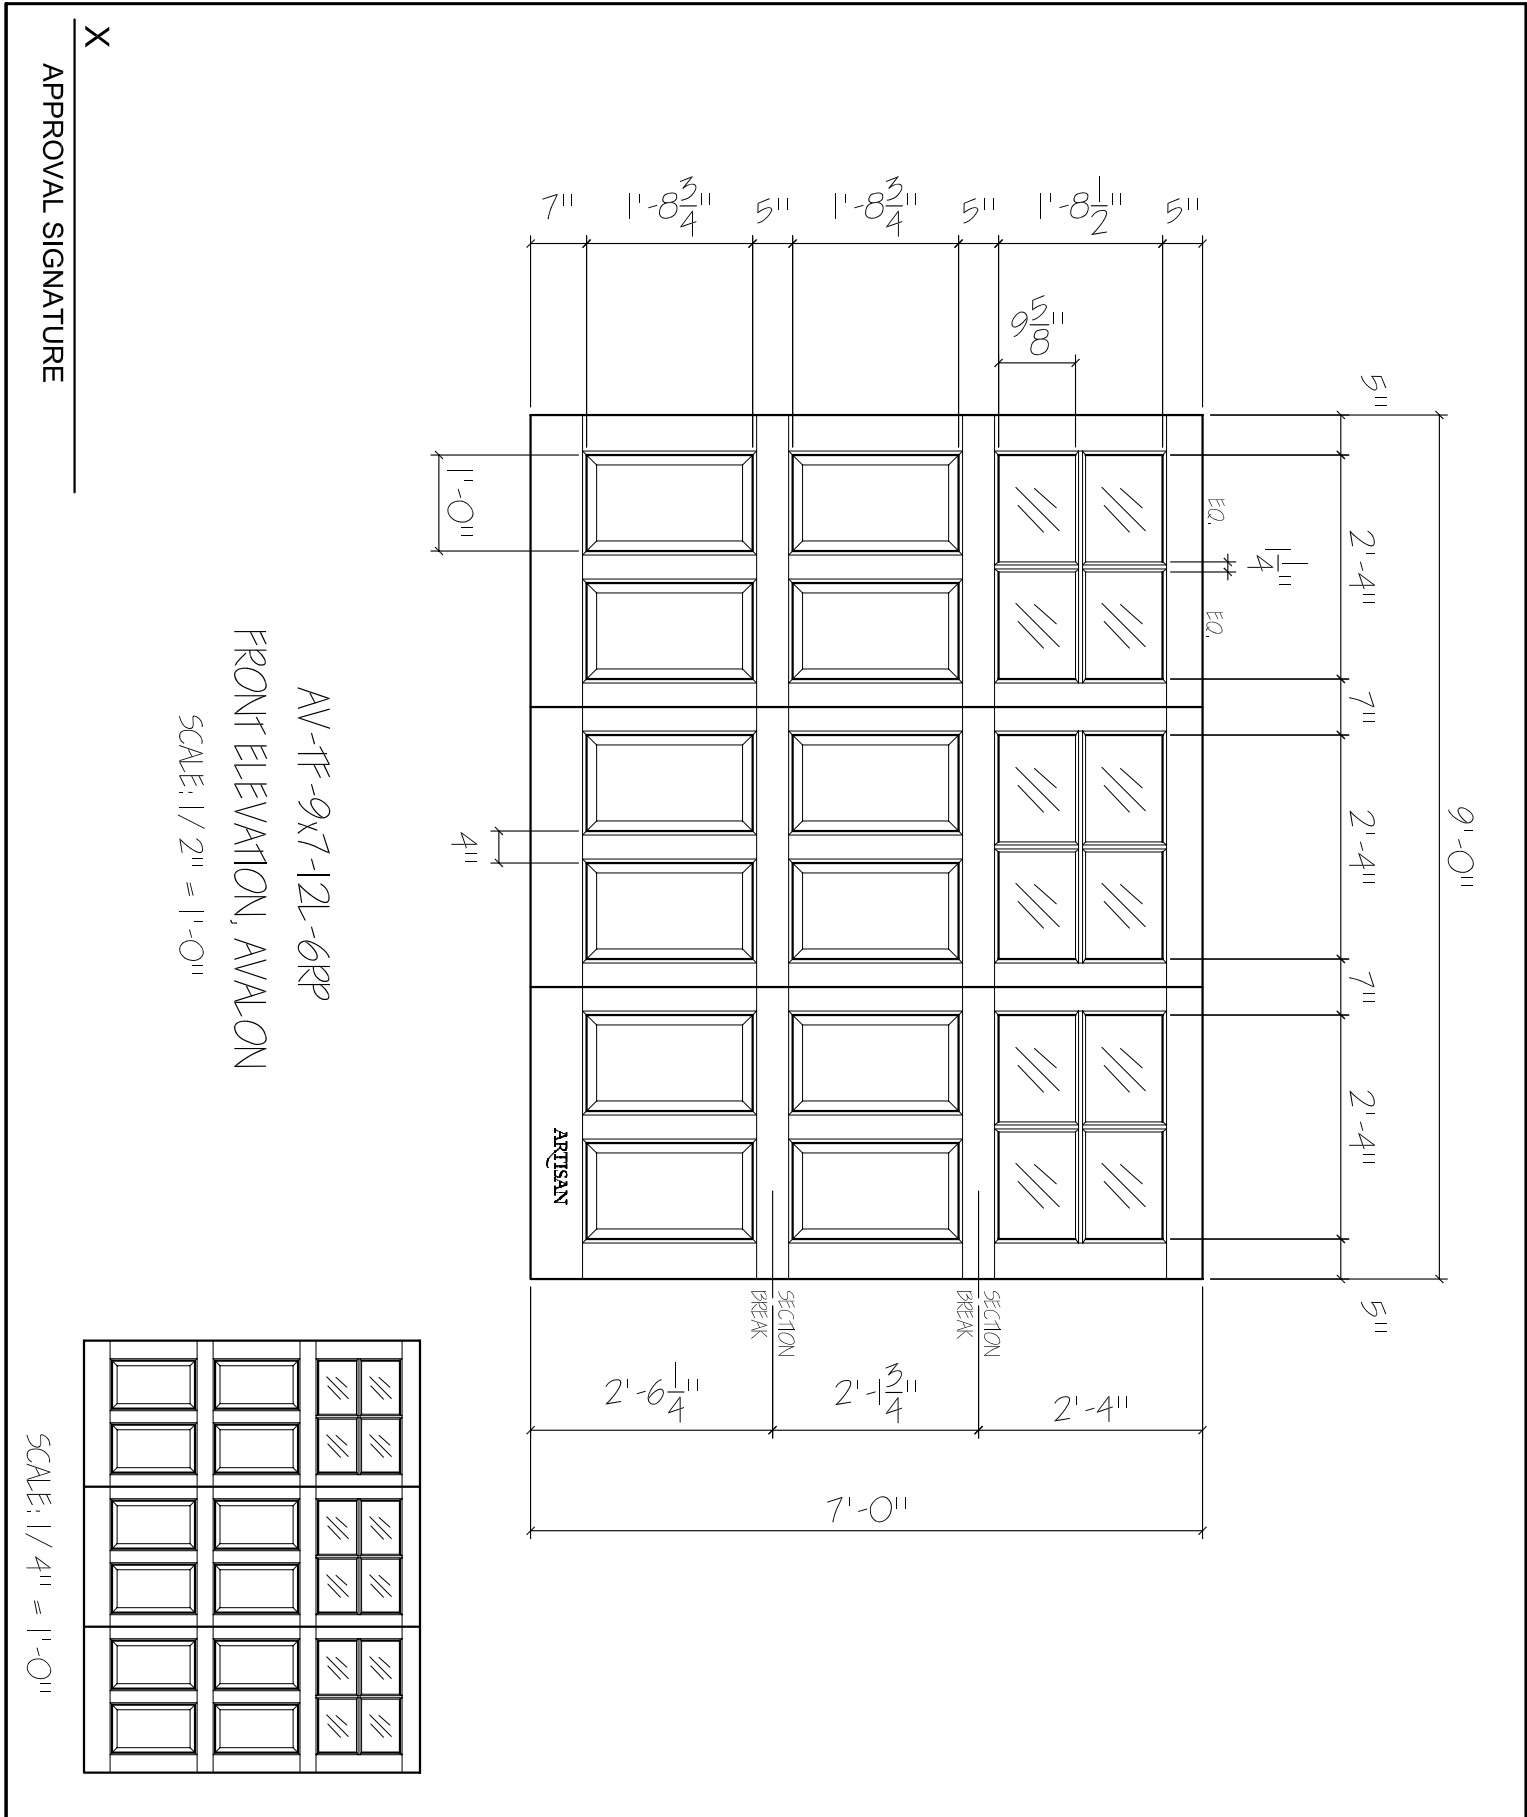 9'-0"
5" 2'-4" 7" 2'-4" 7" 2'-4" 5"
1 1/4"
EQ. EQ.
5"
1'-8 1/2"
9 5/8"
5"
1'-8 3/4"
5"
1'-8 3/4"
7"
2'-4"
SECTION
BREAK
2'-1 3/4"
7'-0"
SECTION
BREAK
2'-6 1/4"
ARTISAN
1'-0"
4"
AV-TF-9x7-12L-6RP
FRONT ELEVATION, AVALON
SCALE: 1/2" = 1'-0"
X
APPROVAL SIGNATURE
SCALE: 1/4" = 1'-0"